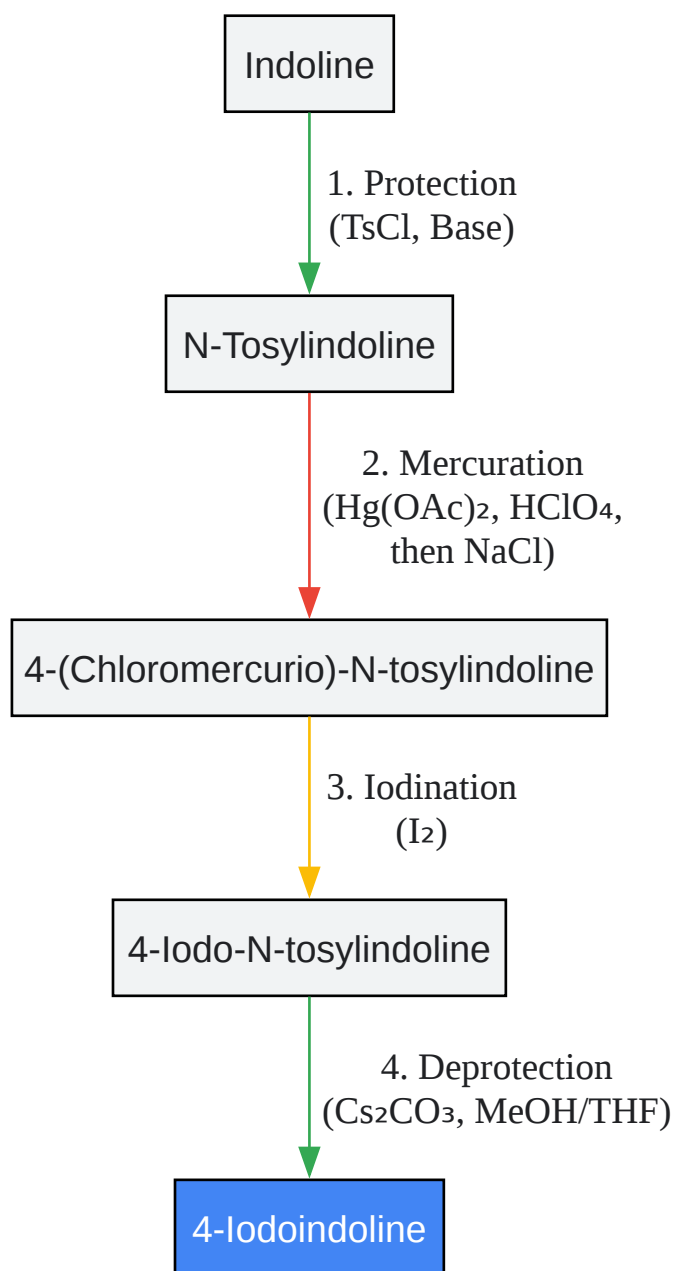 Indoline
1. Protection
(TsCl, Base)
N-Tosylindoline
2. Mercuration
(Hg(OAc)₂, HClO₄,
then NaCl)
4-(Chloromercurio)-N-tosylindoline
3. Iodination
(I₂)
4-Iodo-N-tosylindoline
4. Deprotection
(Cs₂CO₃, MeOH/THF)
4-Iodoindoline